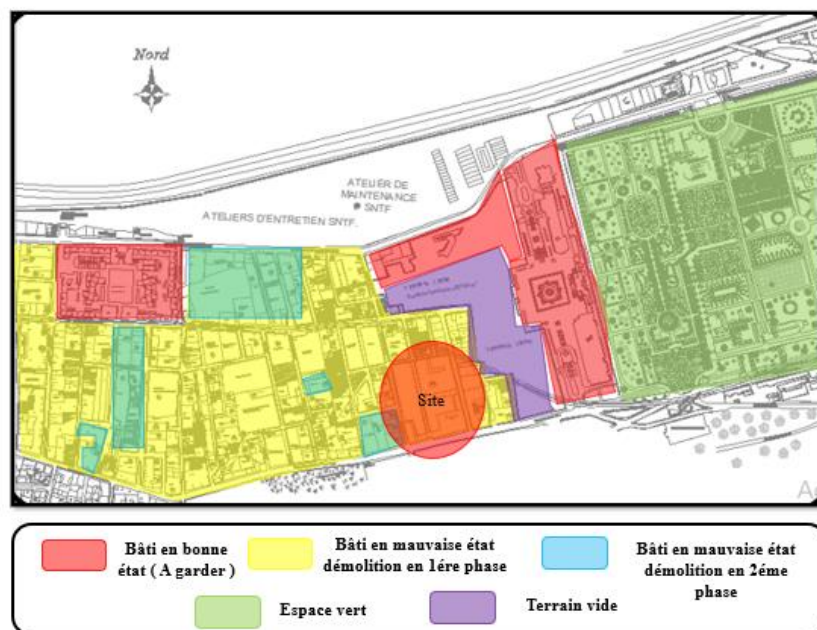 Nord
ATELIER DE
MAINTENANCE
SNTF
ATELIERS D'ENTRETIEN SNTF.
Site
Bâti en bonne
état ( A garder )
Bâti en mauvaise état
démolition en 1ére phase
Bâti en mauvaise état
démolition en 2éme
phase
Espace vert
Terrain vide